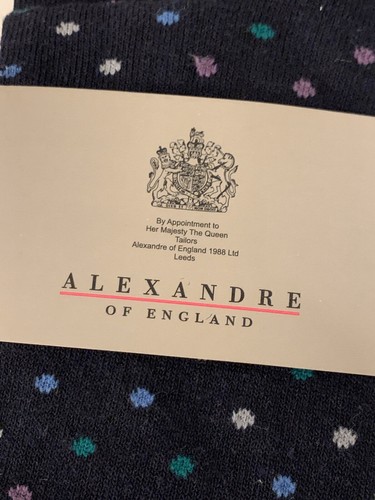 By Appointment to
Her Majesty The Queen
Tailors
Alexandre of England 1988 Ltd
Leeds
ALEXANDRE
OF ENGLAND